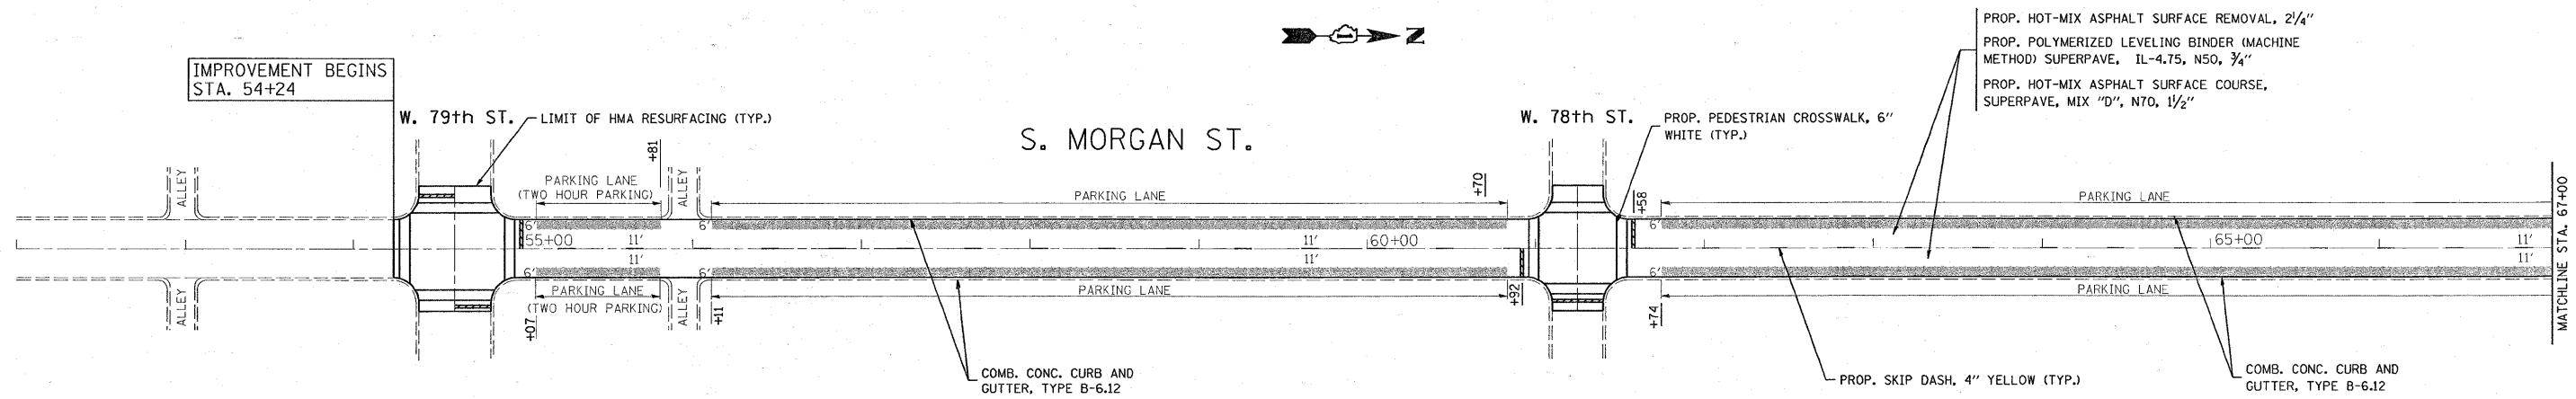 PROP. HOT-MIX ASPHALT SURFACE REMOVAL, 2 1/4"
PROP. POLYMERIZED LEVELING BINDER (MACHINE
METHOD) SUPERPAVE, IL-4.75, N50, 3/4"
PROP. HOT-MIX ASPHALT SURFACE COURSE,
SUPERPAVE, MIX "D", N70, 1 1/2"
N
IMPROVEMENT BEGINS
STA. 54+24
W. 79th ST.
LIMIT OF HMA RESURFACING (TYP.)
S. MORGAN ST.
W. 78th ST.
PROP. PEDESTRIAN CROSSWALK, 6"
WHITE (TYP.)
ALLEY
PARKING LANE
(TWO HOUR PARKING)
+81
ALLEY
PARKING LANE
+70
+58
PARKING LANE
6'
55+00
11'
6'
11'
60+00
6'
65+00
11'
11'
11'
11'
6'
6'
6'
ALLEY
PARKING LANE
(TWO HOUR PARKING)
+07
ALLEY
+11
PARKING LANE
+92
+74
PARKING LANE
MATCHLINE STA. 67+00
COMB. CONC. CURB AND
GUTTER, TYPE B-6.12
PROP. SKIP DASH, 4" YELLOW (TYP.)
COMB. CONC. CURB AND
GUTTER, TYPE B-6.12